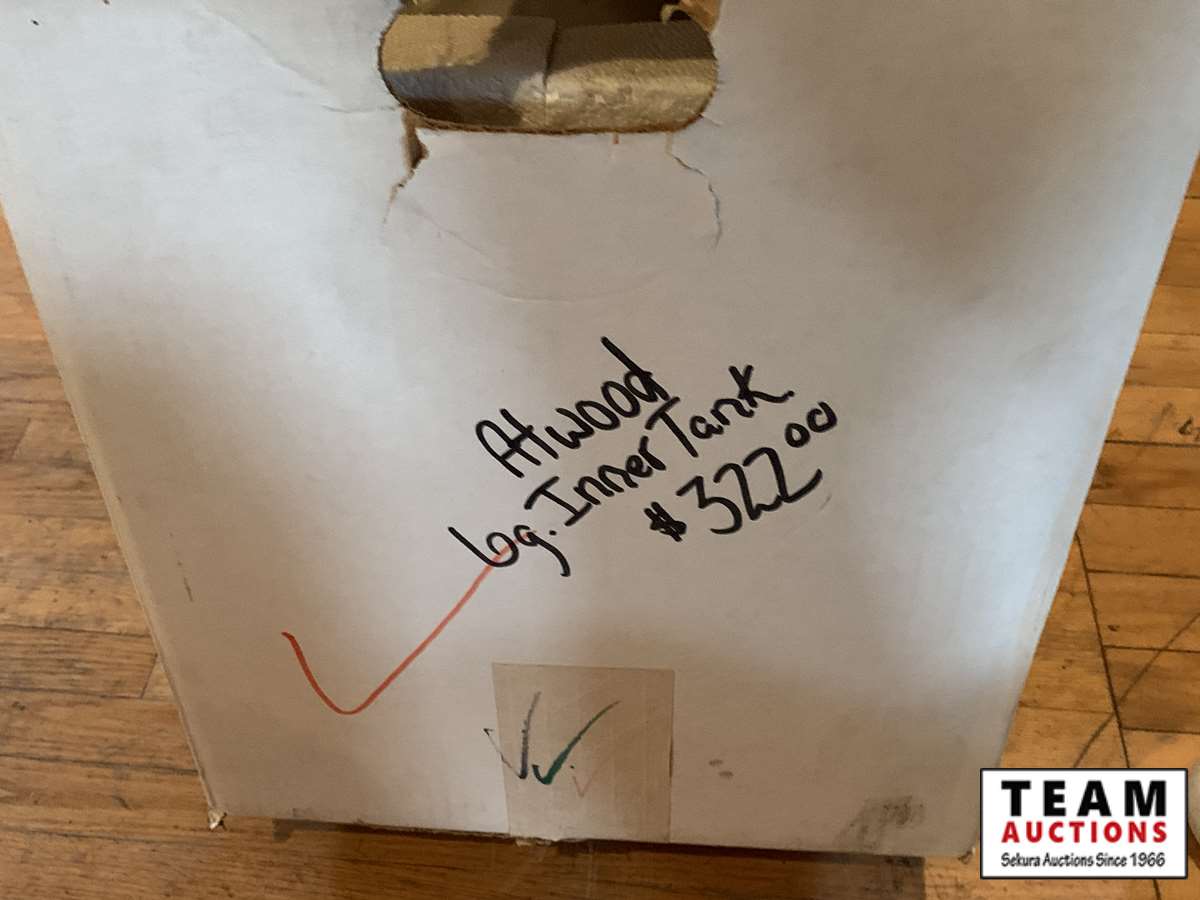 Atwood
6g. Inner Tank
$322.00
TEAM
AUCTIONS
Sekura Auctions Since 1966